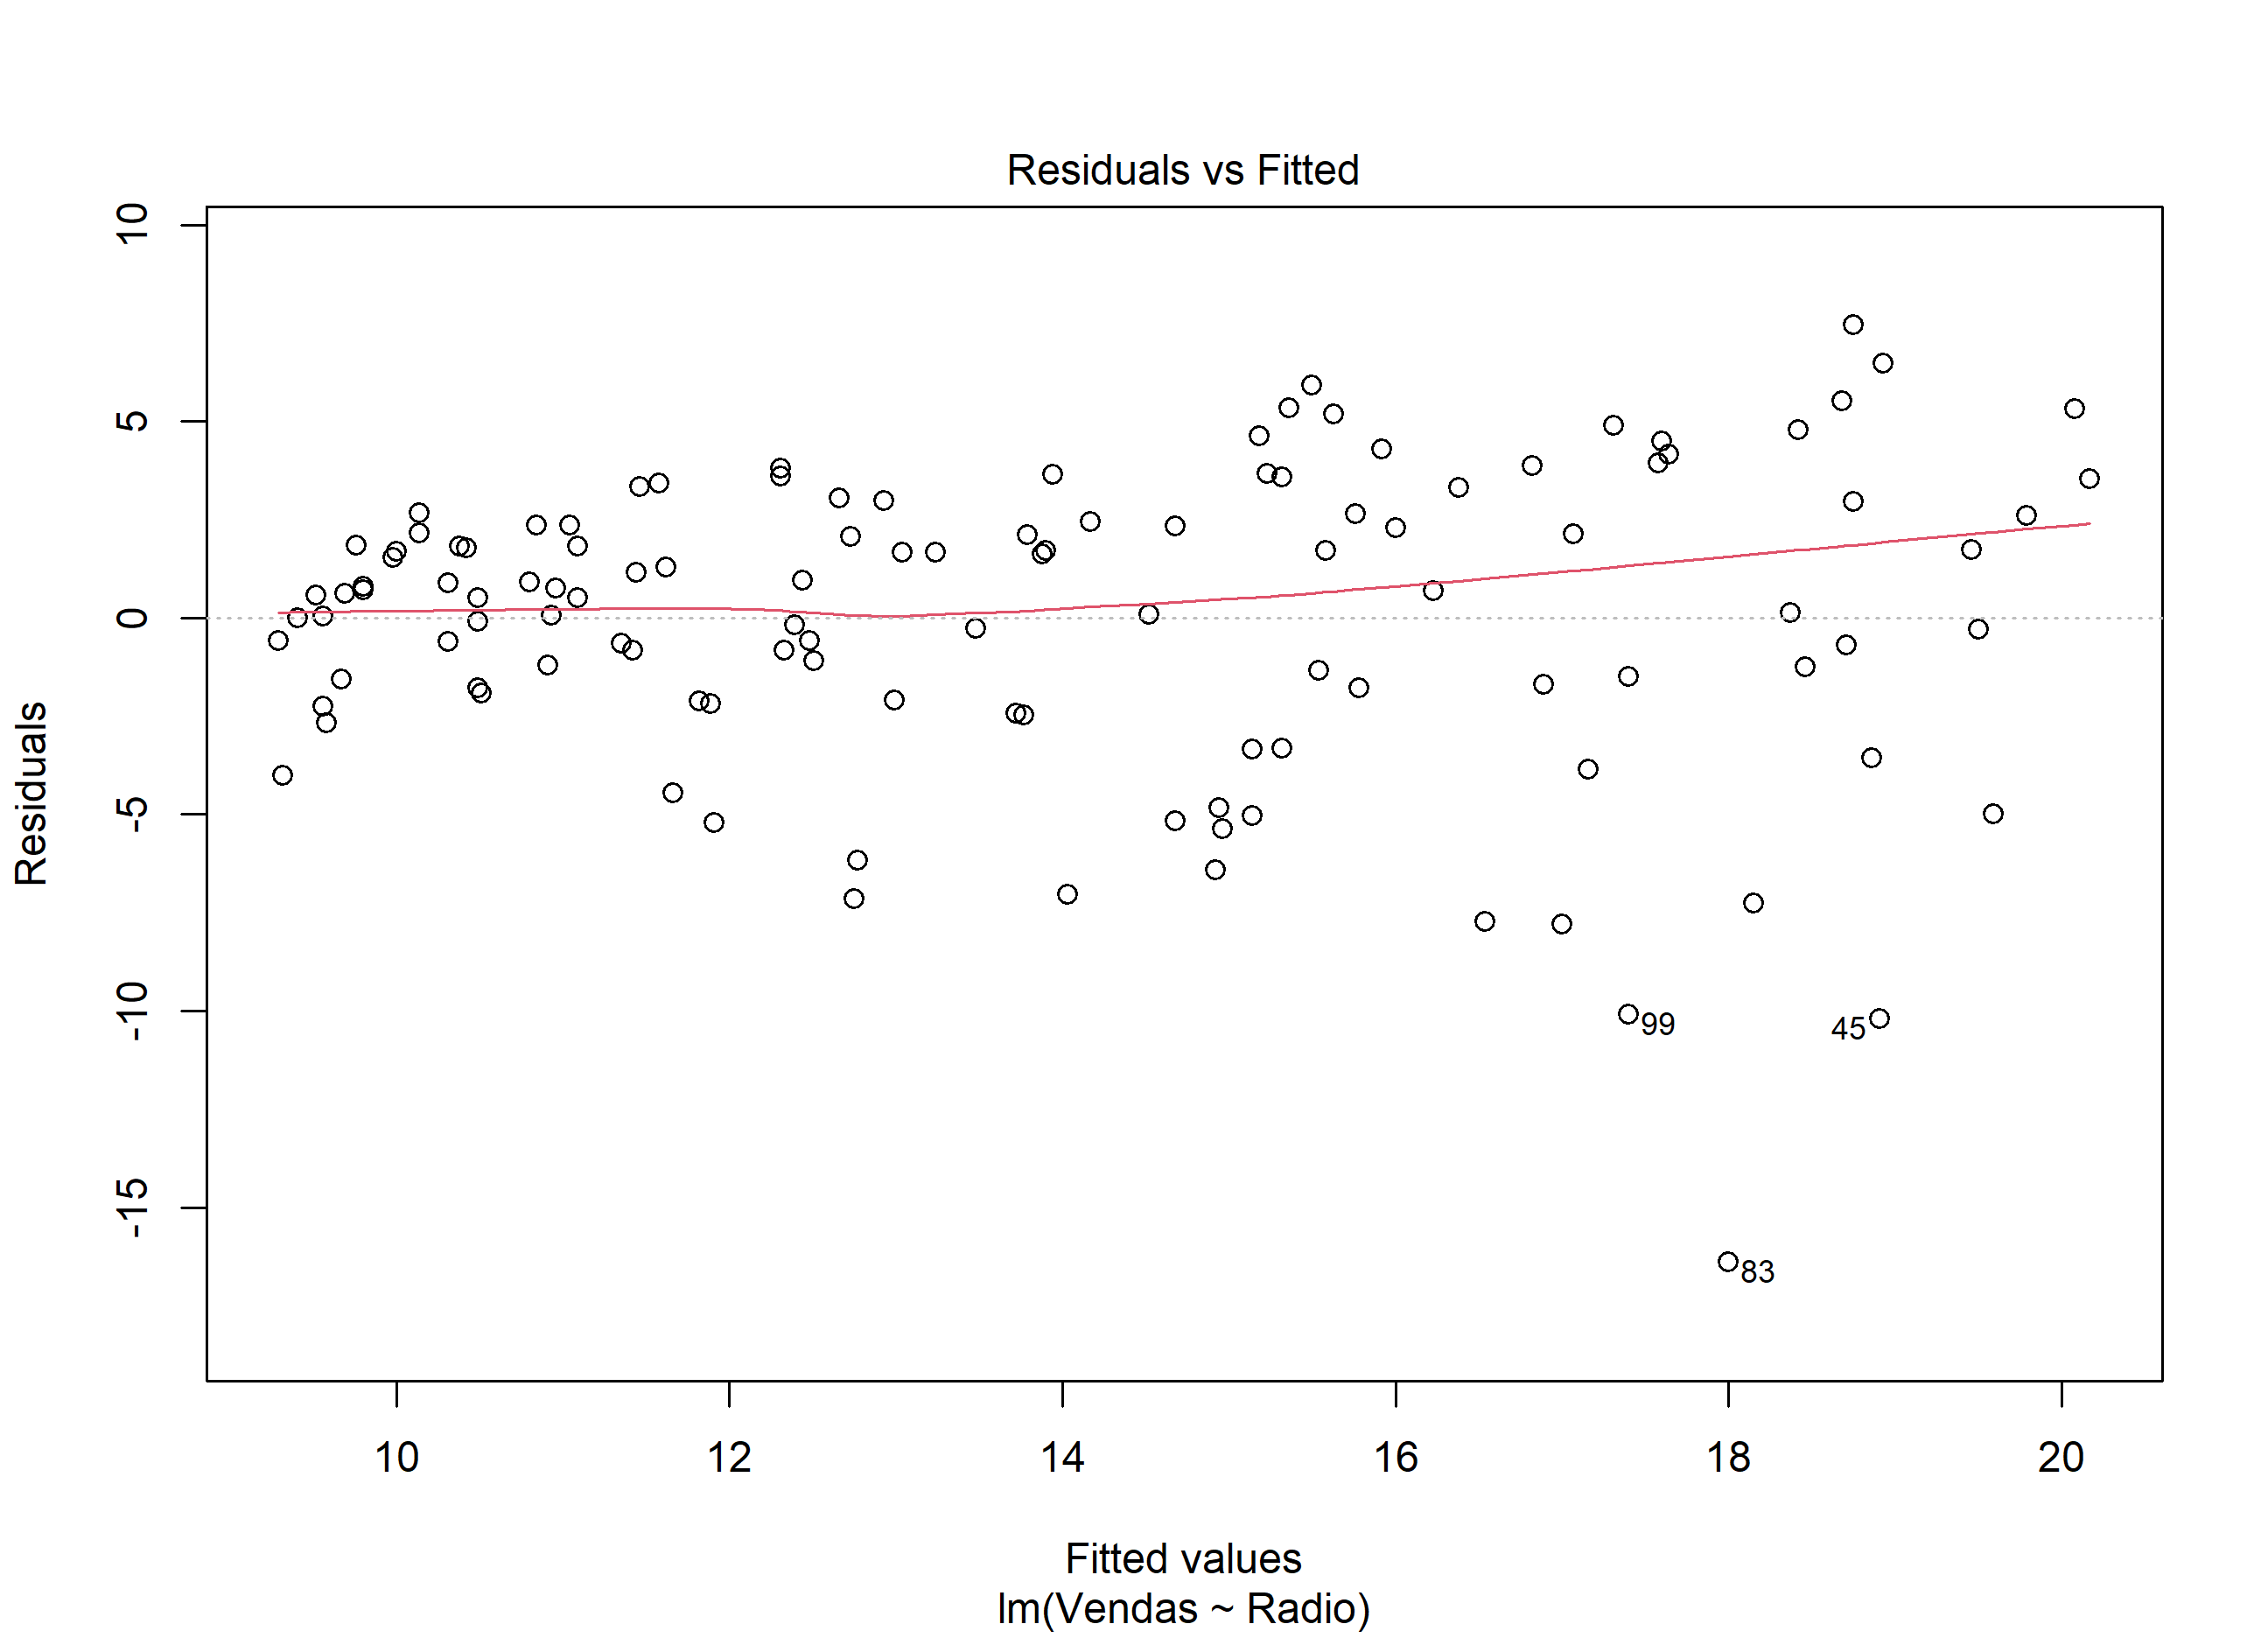 Residuals vs Fitted
10
5
0
-5
-10
-15
Residuals
99
45
83
10 12 14 16 18 20
Fitted values
lm(Vendas ~ Radio)